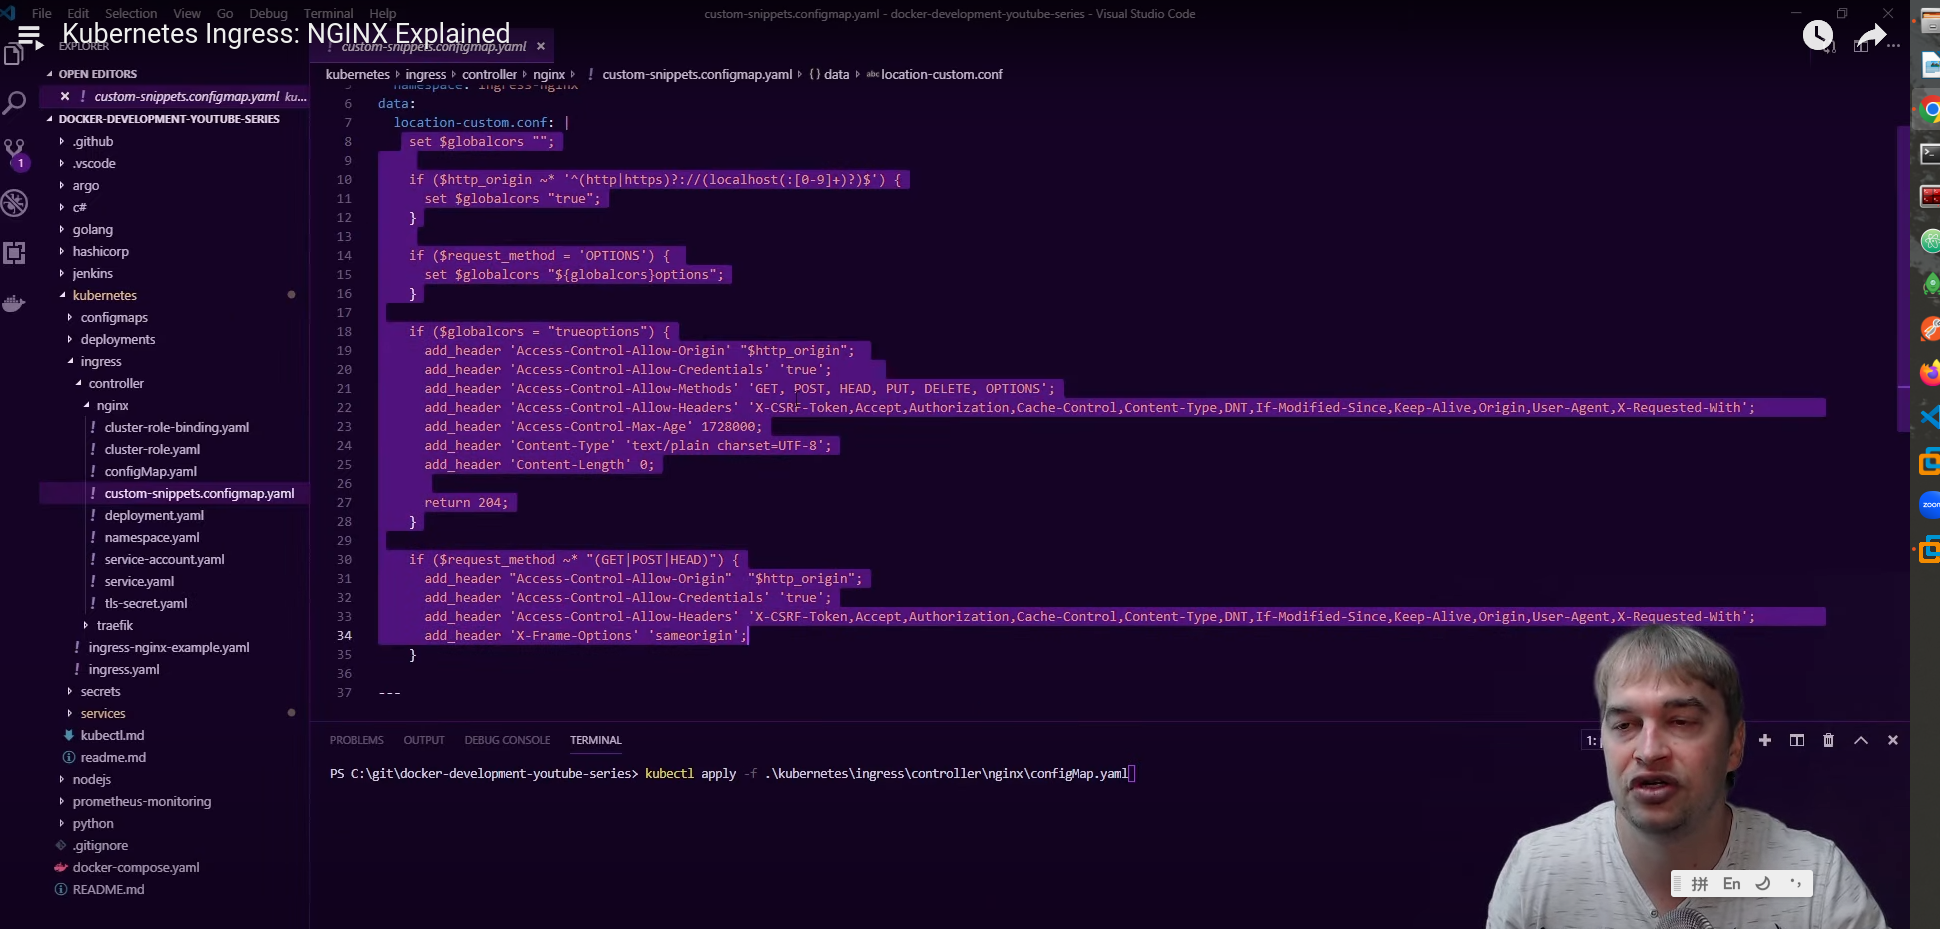 File Edit Selection View Go Debug Terminal Help
custom-snippets.configmap.yaml - docker-development-youtube-series - Visual Studio Code
Kubernetes Ingress: NGINX Explained
EXPLORER
custom-snippets.configmap.yaml ×
OPEN EDITORS
kubernetes › ingress › controller › nginx › ! custom-snippets.configmap.yaml › {} data › abc location-custom.conf
× ! custom-snippets.configmap.yaml ku...
DOCKER-DEVELOPMENT-YOUTUBE-SERIES
.github
.vscode
argo
c#
golang
hashicorp
jenkins
kubernetes
configmaps
deployments
ingress
controller
nginx
! cluster-role-binding.yaml
! cluster-role.yaml
! configMap.yaml
! custom-snippets.configmap.yaml
! deployment.yaml
! namespace.yaml
! service-account.yaml
! service.yaml
! tls-secret.yaml
traefik
! ingress-nginx-example.yaml
! ingress.yaml
secrets
services
kubectl.md
readme.md
nodejs
prometheus-monitoring
python
.gitignore
docker-compose.yaml
README.md
1
5 namespace: ingress-nginx
6 data:
7 location-custom.conf: |
8 set $globalcors "";
9
10 if ($http_origin ~* '^(http|https)?://(localhost(:[0-9]+)?)$') {
11 set $globalcors "true";
12 }
13
14 if ($request_method = 'OPTIONS') {
15 set $globalcors "${globalcors}options";
16 }
17
18 if ($globalcors = "trueoptions") {
19 add_header 'Access-Control-Allow-Origin' "$http_origin";
20 add_header 'Access-Control-Allow-Credentials' 'true';
21 add_header 'Access-Control-Allow-Methods' 'GET, POST, HEAD, PUT, DELETE, OPTIONS';
22 add_header 'Access-Control-Allow-Headers' 'X-CSRF-Token,Accept,Authorization,Cache-Control,Content-Type,DNT,If-Modified-Since,Keep-Alive,Origin,User-Agent,X-Requested-With';
23 add_header 'Access-Control-Max-Age' 1728000;
24 add_header 'Content-Type' 'text/plain charset=UTF-8';
25 add_header 'Content-Length' 0;
26
27 return 204;
28 }
29
30 if ($request_method ~* "(GET|POST|HEAD)") {
31 add_header "Access-Control-Allow-Origin"  "$http_origin";
32 add_header 'Access-Control-Allow-Credentials' 'true';
33 add_header 'Access-Control-Allow-Headers' 'X-CSRF-Token,Accept,Authorization,Cache-Control,Content-Type,DNT,If-Modified-Since,Keep-Alive,Origin,User-Agent,X-Requested-With';
34 add_header 'X-Frame-Options' 'sameorigin';
35 }
36
37 ---
PROBLEMS OUTPUT DEBUG CONSOLE TERMINAL
1:
PS C:\git\docker-development-youtube-series> kubectl apply -f .\kubernetes\ingress\controller\nginx\configMap.yaml
zoom
拼 En